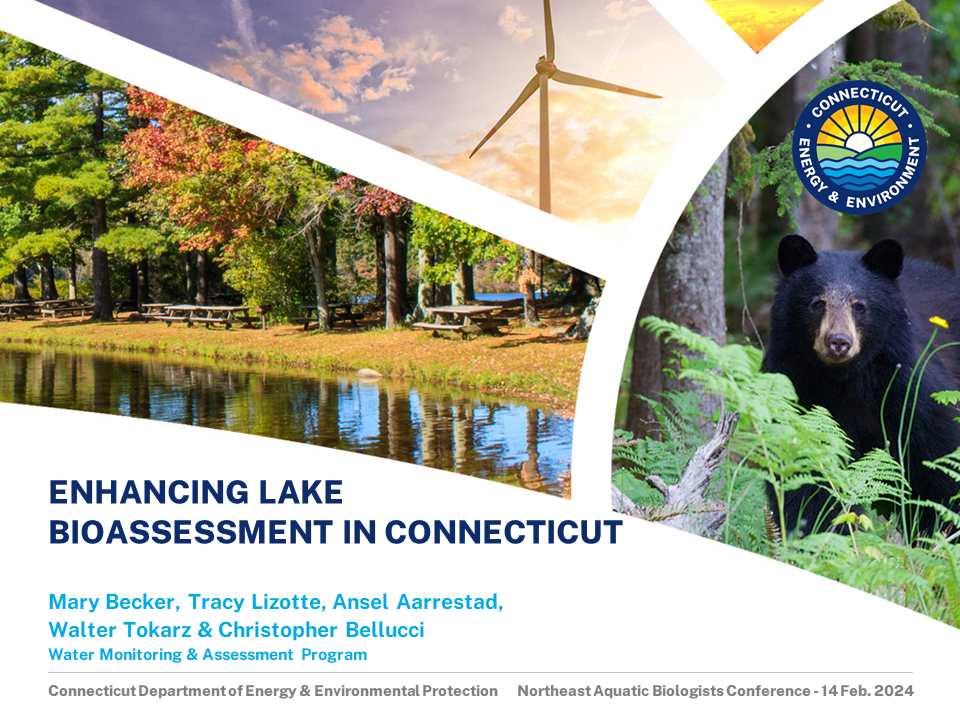 CONNECTICUT
ENERGY & ENVIRONMENT
ENHANCING LAKE
BIOASSESSMENT IN CONNECTICUT
Mary Becker, Tracy Lizotte, Ansel Aarrestad,
Walter Tokarz & Christopher Bellucci
Water Monitoring & Assessment Program
Connecticut Department of Energy & Environmental Protection Northeast Aquatic Biologists Conference - 14 Feb. 2024